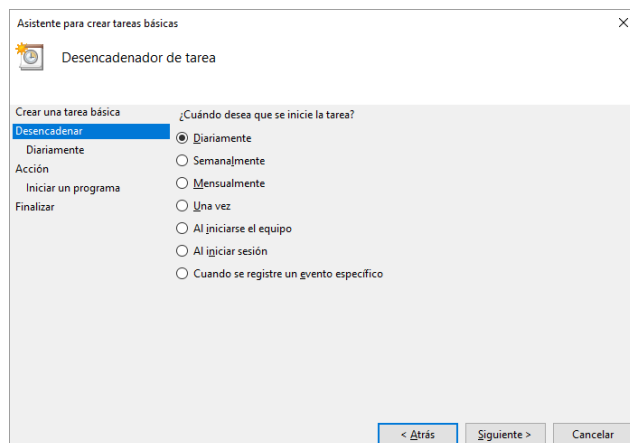 Asistente para crear tareas básicas
Desencadenador de tarea
Crear una tarea básica
Desencadenar
Diariamente
Acción
Iniciar un programa
Finalizar
¿Cuándo desea que se inicie la tarea?
Diariamente
Semanalmente
Mensualmente
Una vez
Al iniciarse el equipo
Al iniciar sesión
Cuando se registre un evento específico
< Atrás
Siguiente >
Cancelar